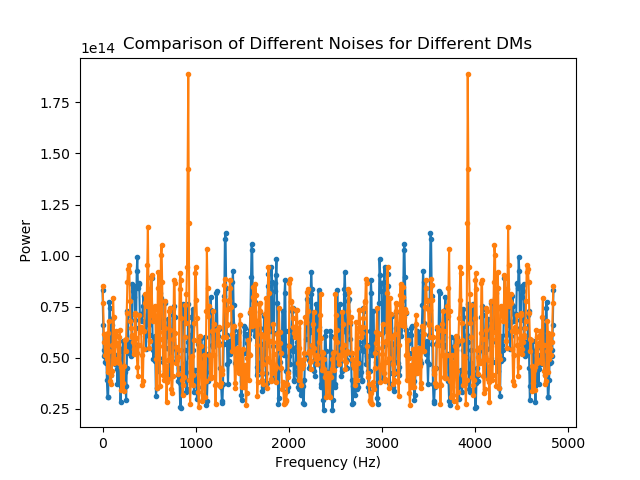 1e14
Comparison of Different Noises for Different DMs
1.75
1.50
1.25
1.00
0.75
0.50
0.25
Power
0 1000 2000 3000 4000 5000
Frequency (Hz)